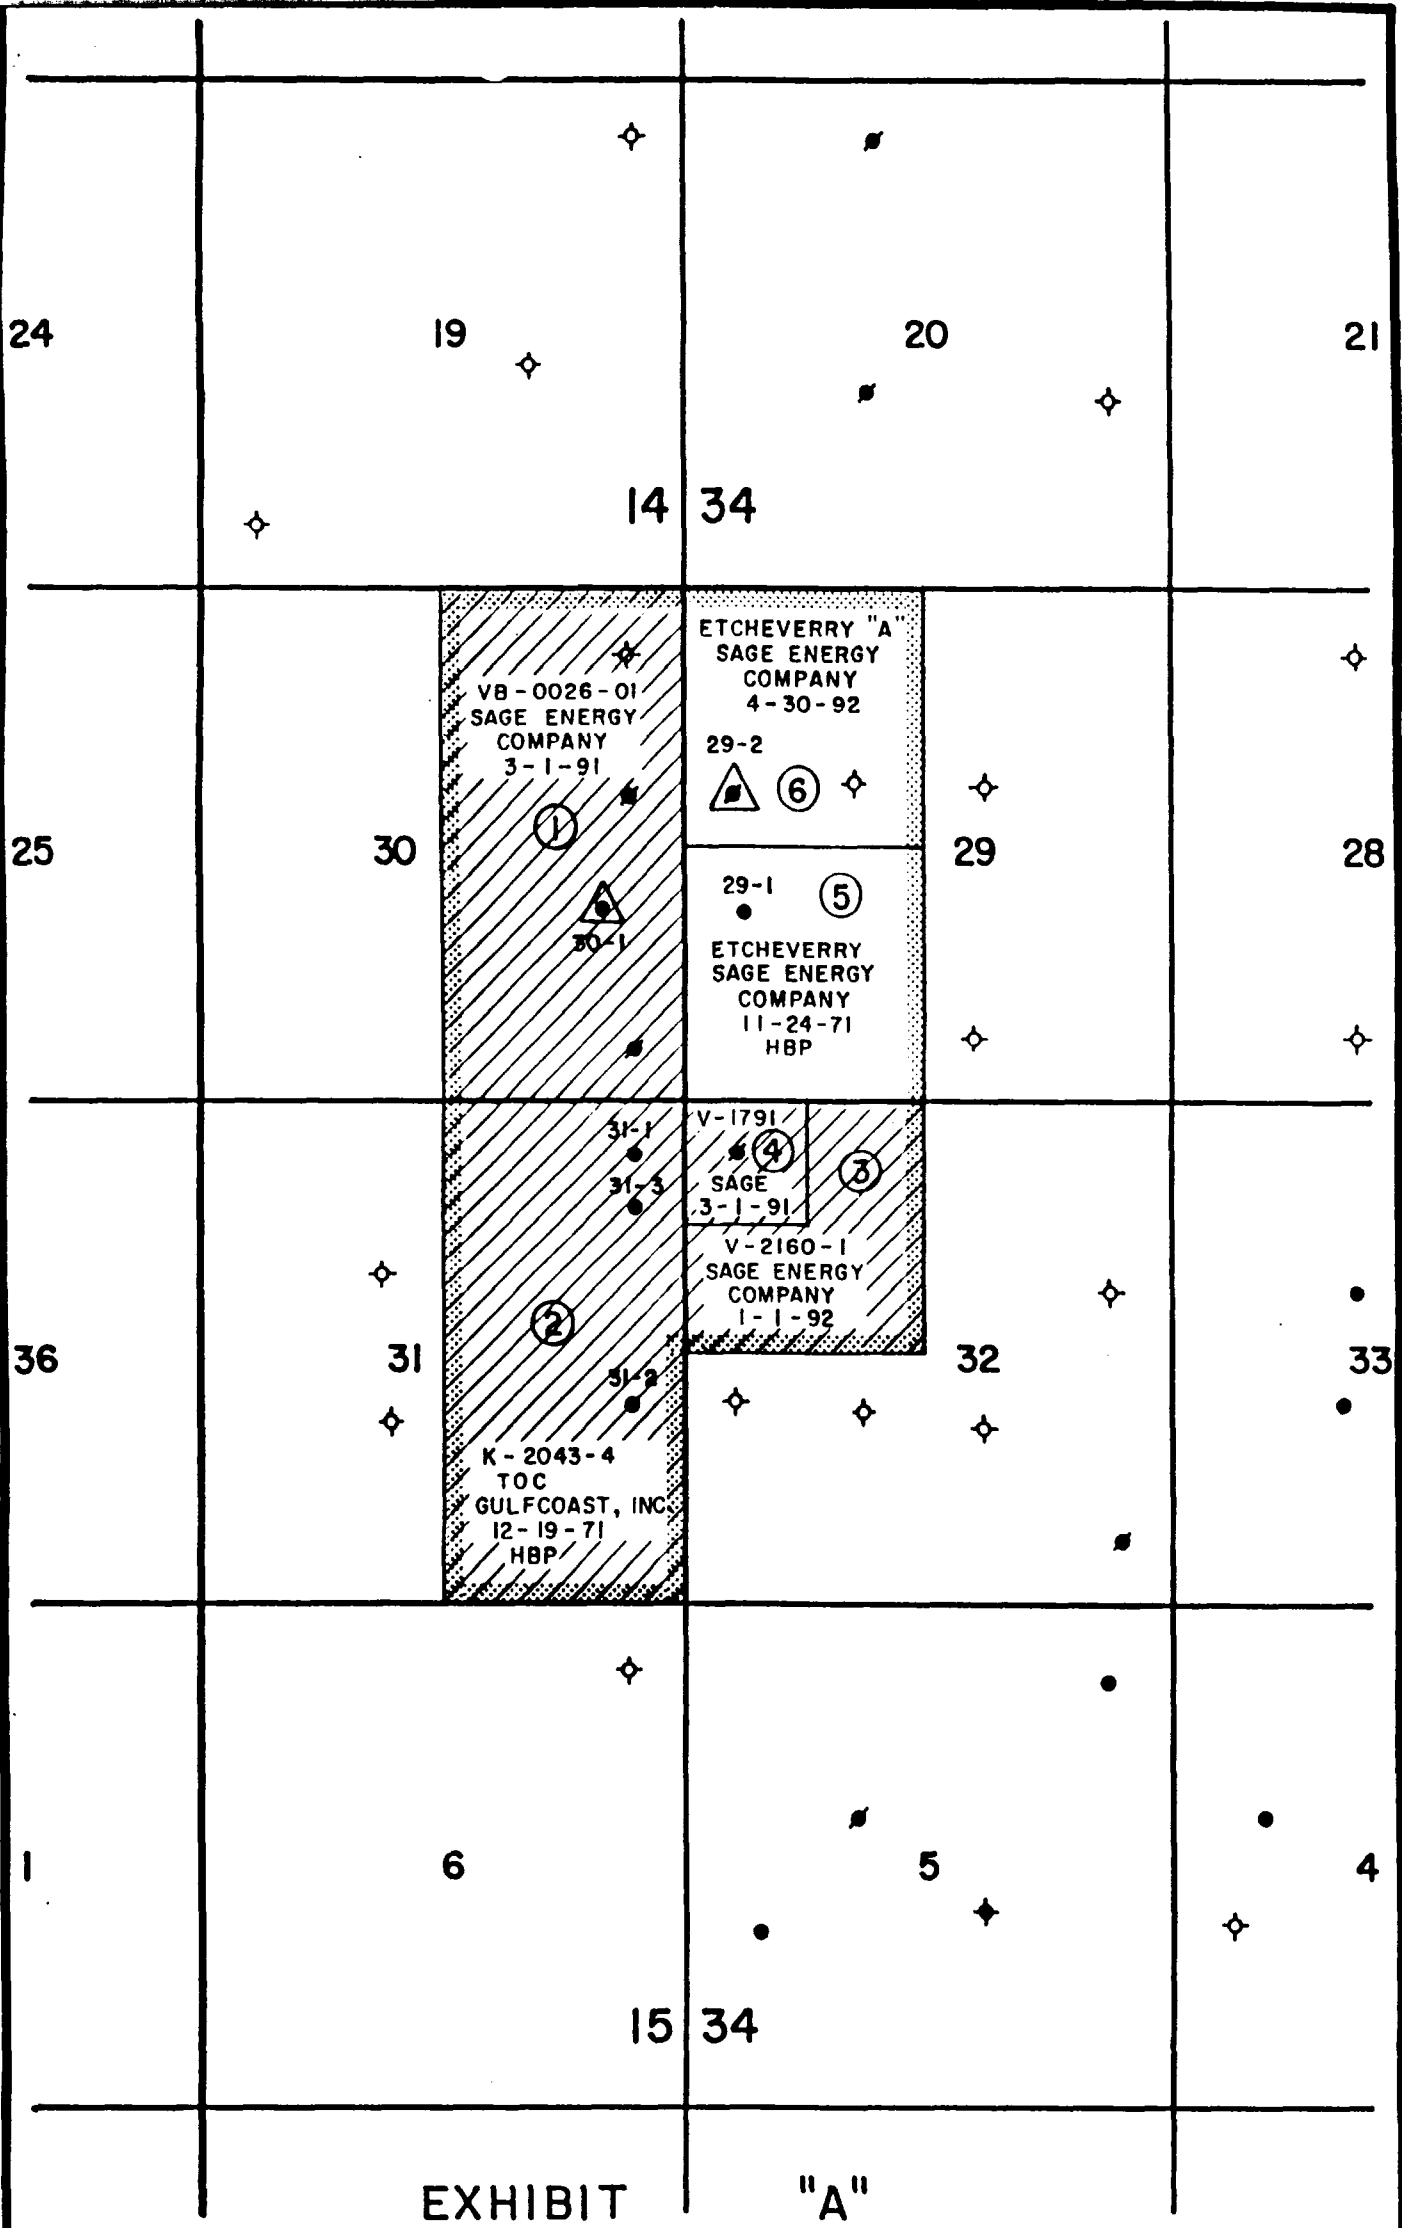 24
19
20
21
14 34
VB-0026-01
SAGE ENERGY
COMPANY
3-1-91
1
30-1
ETCHEVERRY "A"
SAGE ENERGY
COMPANY
4-30-92
29-2
6
25
30
29
28
29-1
5
ETCHEVERRY
SAGE ENERGY
COMPANY
11-24-71
HBP
31-1
31-3
V-1791
4
SAGE
3-1-91
3
V-2160-1
SAGE ENERGY
COMPANY
1-1-92
2
36
31
32
33
31-2
K-2043-4
TOC
GULFCOAST, INC.
12-19-71
HBP
1
6
5
4
15 34
EXHIBIT "A"